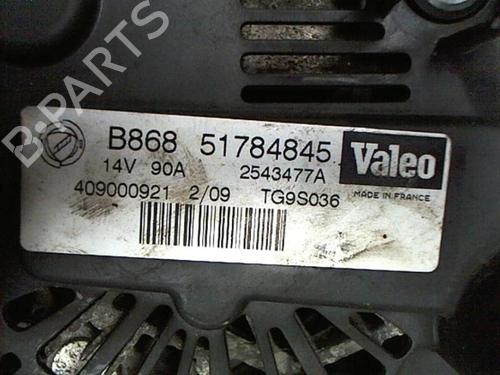 B-PARTS
B868 51784845
14V 90A 2543477A
Valeo
MADE IN FRANCE
409000921 2/09 TG9S036